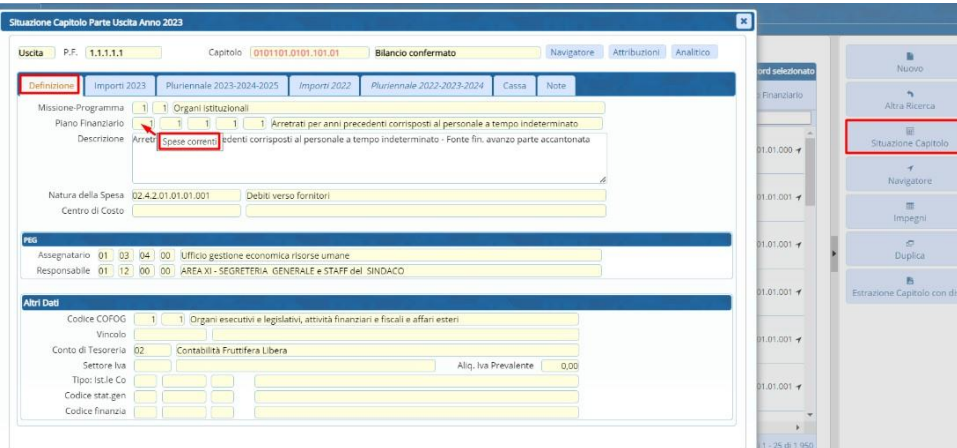 Situazione Capitolo Parte Uscita Anno 2023
Uscita P.F. 1.1.1.1.1 Capitolo 0101101.0101.101.01 Bilancio confermato Navigatore Attribuzioni Analitico
Definizione Importi 2023 Pluriennale 2023-2024-2025 Importi 2022 Pluriennale 2022-2023-2024 Cassa Note
Missione-Programma 1 1 Organi istituzionali
Piano Finanziario 1 1 1 1 1 Arretrati per anni precedenti corrisposti al personale a tempo indeterminato
Descrizione Arretr Spese correnti edenti corrisposti al personale a tempo indeterminato - Fonte fin. avanzo parte accantonata
Natura della Spesa 02.4.2.01.01.01.001 Debiti verso fornitori
Centro di Costo
PEG
Assegnatario 01 03 04 00 Ufficio gestione economica risorse umane
Responsabile 01 12 00 00 AREA XI - SEGRETERIA GENERALE e STAFF del SINDACO
Altri Dati
Codice COFOG 1 1 Organi esecutivi e legislativi, attività finanziari e fiscali e affari esteri
Vincolo
Conto di Tesoreria 02 Contabilità Fruttifera Libera
Settore Iva Aliq. Iva Prevalente 0,00
Tipo: Ist.le Co
Codice stat.gen
Codice finanzia
ord selezionato
o Finanziario
01.01.000
01.01.001
01.01.001
01.01.001
01.01.001
01.01.001
1 - 25 di 1.950
Nuovo
Altra Ricerca
Situazione Capitolo
Navigatore
Impegni
Duplica
Estrazione Capitolo con di